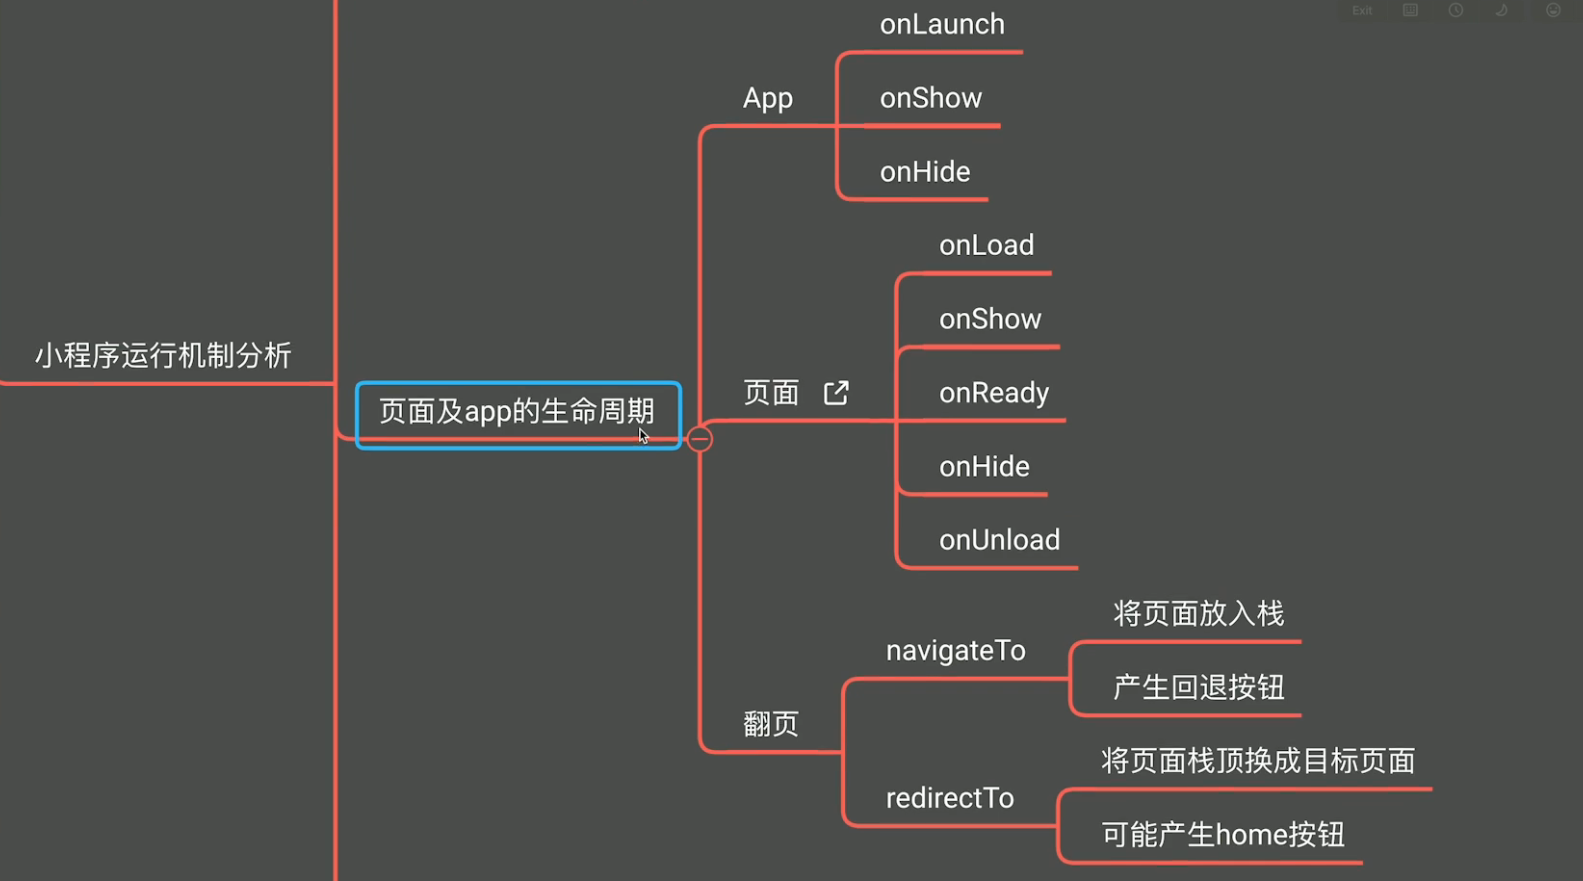 Exit
onLaunch
App
onShow
onHide
onLoad
onShow
小程序运行机制分析
页面及app的生命周期
页面
onReady
onHide
onUnload
将页面放入栈
navigateTo
产生回退按钮
翻页
将页面栈顶换成目标页面
redirectTo
可能产生home按钮